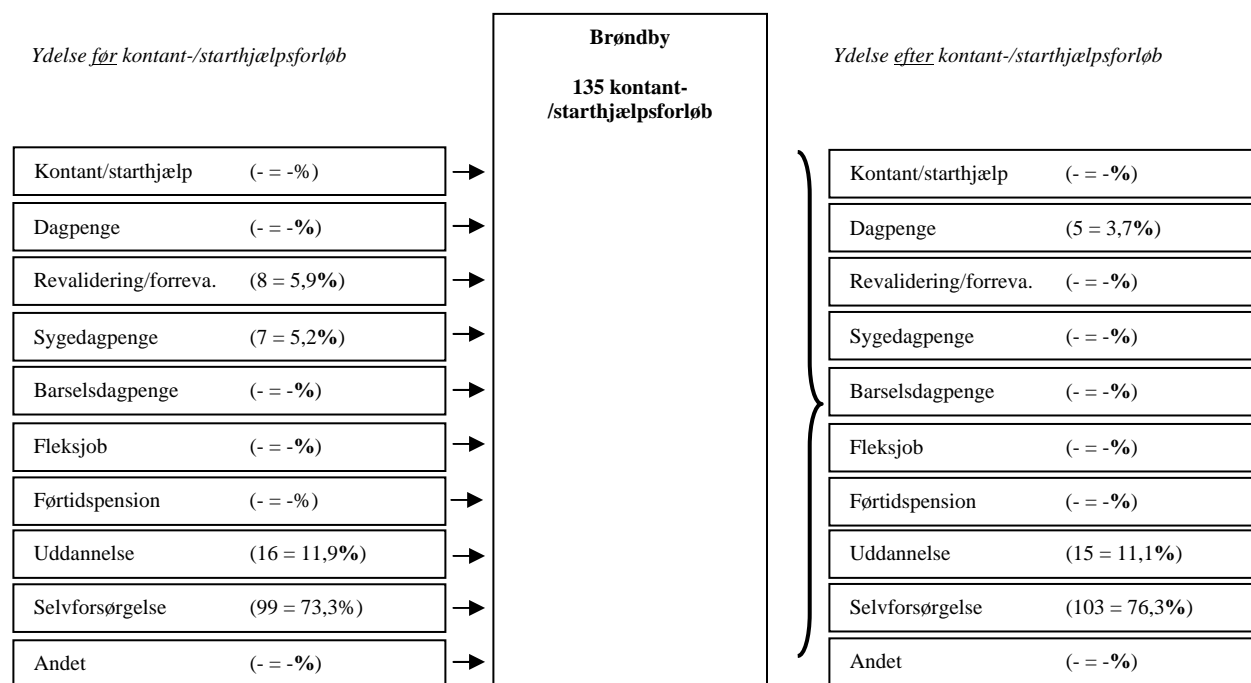 Ydelse før kontant-/starthjælpsforløb
Brøndby
135 kontant-
/starthjælpsforløb
Ydelse efter kontant-/starthjælpsforløb
Kontant/starthjælp (- = -%)
Dagpenge (- = -%)
Revalidering/forreva. (8 = 5,9%)
Sygedagpenge (7 = 5,2%)
Barselsdagpenge (- = -%)
Fleksjob (- = -%)
Førtidspension (- = -%)
Uddannelse (16 = 11,9%)
Selvforsørgelse (99 = 73,3%)
Andet (- = -%)
Kontant/starthjælp (- = -%)
Dagpenge (5 = 3,7%)
Revalidering/forreva. (- = -%)
Sygedagpenge (- = -%)
Barselsdagpenge (- = -%)
Fleksjob (- = -%)
Førtidspension (- = -%)
Uddannelse (15 = 11,1%)
Selvforsørgelse (103 = 76,3%)
Andet (- = -%)